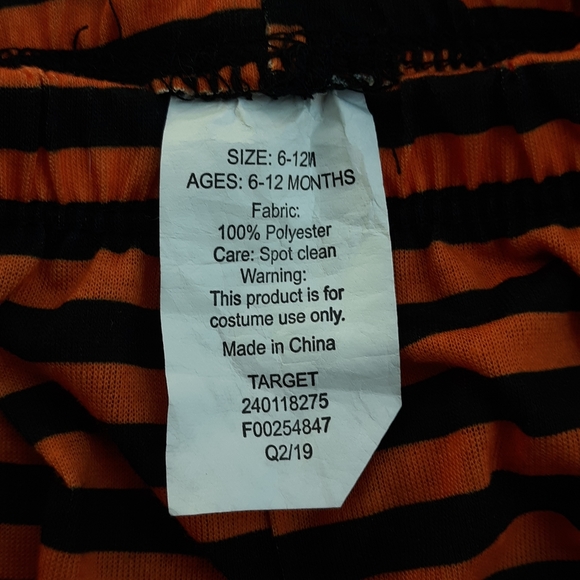 SIZE: 6-12M
AGES: 6-12 MONTHS
Fabric:
100% Polyester
Care: Spot clean
Warning:
This product is for
costume use only.
Made in China
TARGET
240118275
F00254847
Q2/19